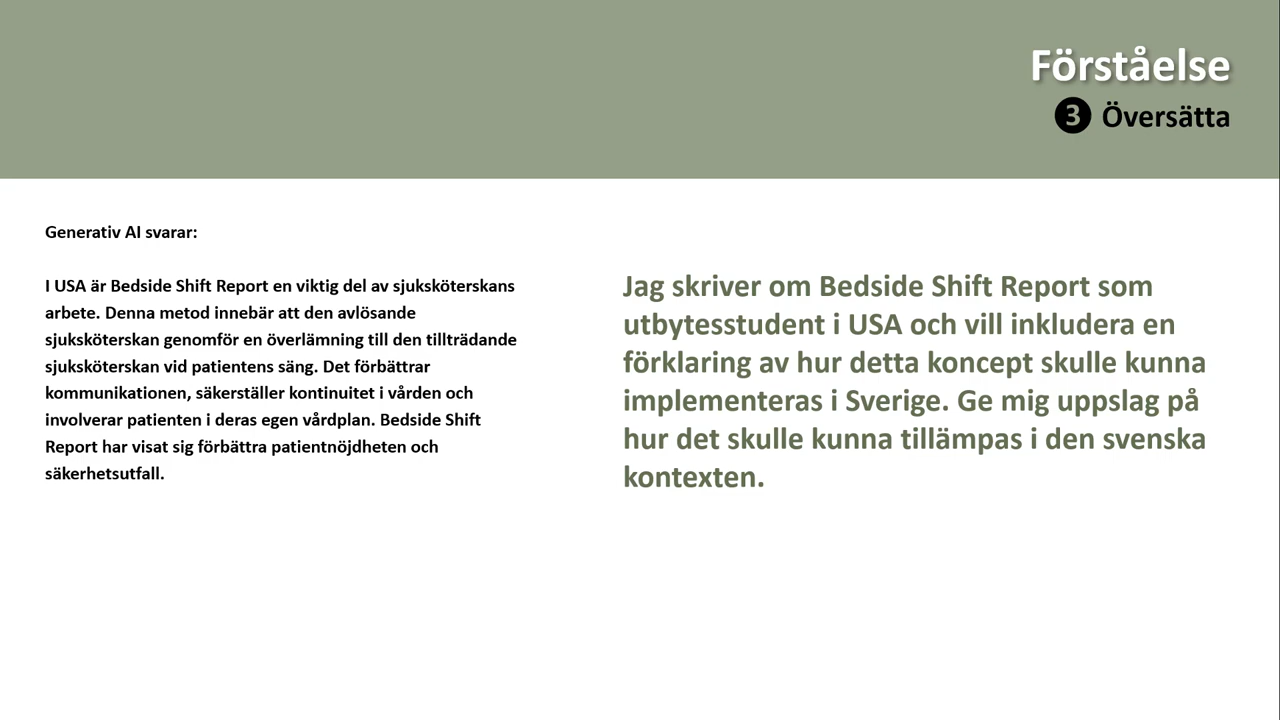 Förståelse
3 Översätta
Generativ AI svarar:
I USA är Bedside Shift Report en viktig del av sjuksköterskans
arbete. Denna metod innebär att den avlösande
sjuksköterskan genomför en överlämning till den tillträdande
sjuksköterskan vid patientens säng. Det förbättrar
kommunikationen, säkerställer kontinuitet i vården och
involverar patienten i deras egen vårdplan. Bedside Shift
Report har visat sig förbättra patientnöjdheten och
säkerhetsutfall.
Jag skriver om Bedside Shift Report som
utbytesstudent i USA och vill inkludera en
förklaring av hur detta koncept skulle kunna
implementeras i Sverige. Ge mig uppslag på
hur det skulle kunna tillämpas i den svenska
kontexten.